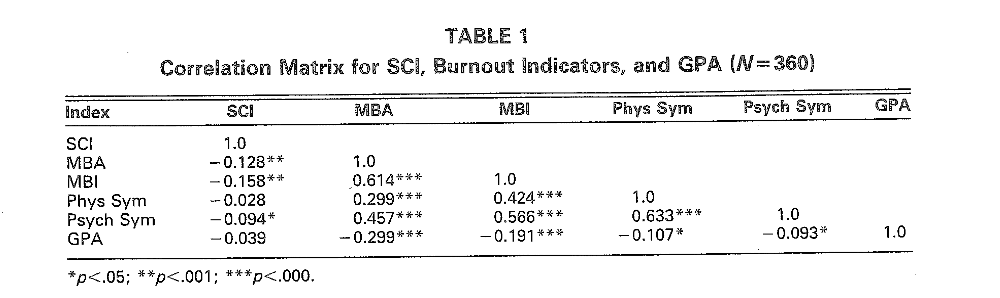 TABLE 1
Correlation Matrix for SCI, Burnout Indicators, and GPA (N=360)
Index SCI MBA MBI Phys Sym Psych Sym GPA
SCI 1.0
MBA −0.128** 1.0
MBI −0.158** 0.614*** 1.0
Phys Sym −0.028 0.299*** 0.424*** 1.0
Psych Sym −0.094* 0.457*** 0.566*** 0.633*** 1.0
GPA −0.039 −0.299*** −0.191*** −0.107* −0.093* 1.0
*p<.05; **p<.001; ***p<.000.